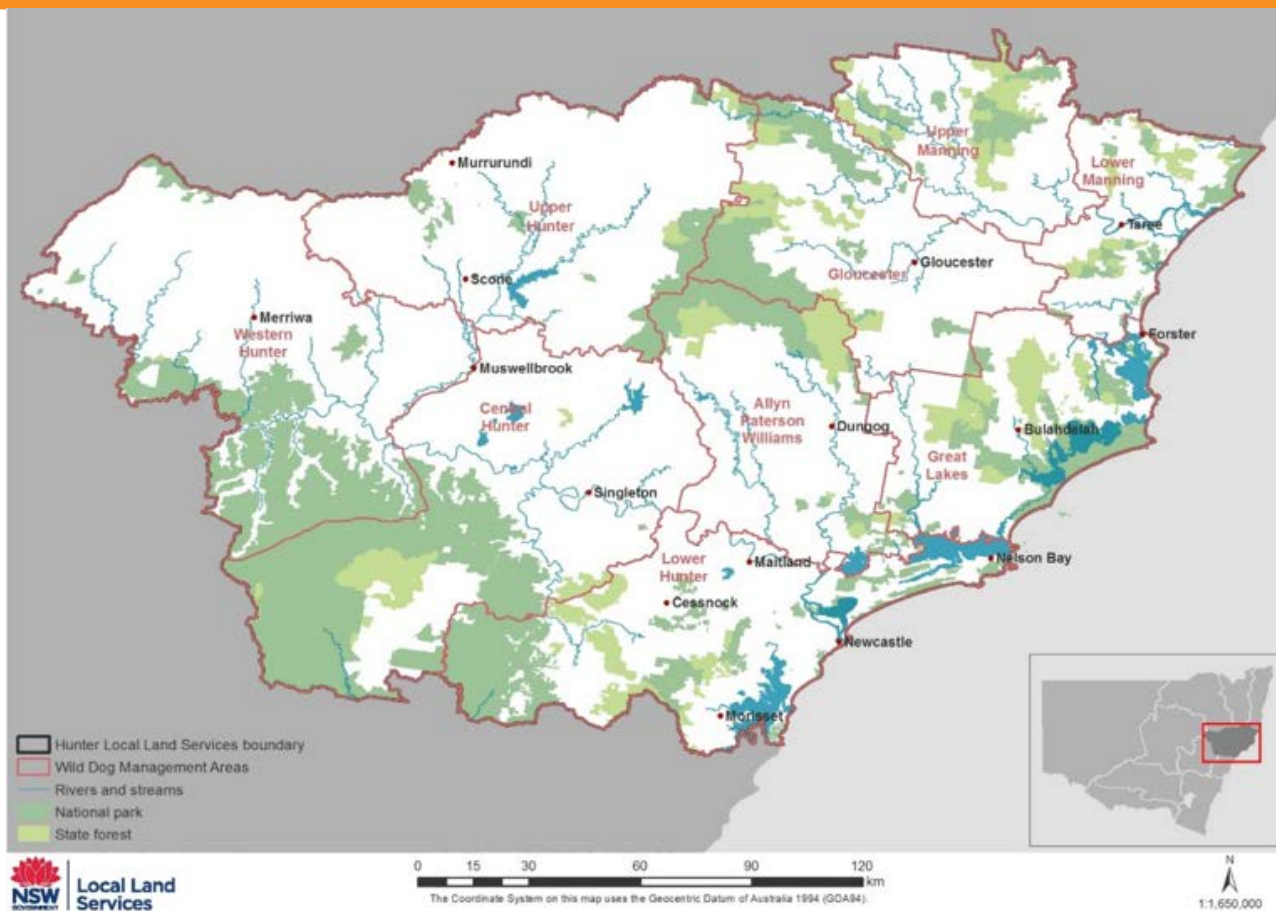 Upper
Manning
Lower
Manning
Murrurundi
Upper
Hunter
Taree
Gloucester
Gloucester
Scone
Merriwa
Western
Hunter
Forster
Muswellbrook
Central
Hunter
Allyn
Paterson
Williams
Dungog
Bulahdelah
Great
Lakes
Singleton
Lower
Hunter
Maitland
Nelson Bay
Cessnock
Newcastle
Morisset
Hunter Local Land Services boundary
Wild Dog Management Areas
Rivers and streams
National park
State forest
NSW
GOVERNMENT
Local Land
Services
0 15 30 60 90 120
km
The Coordinate System on this map uses the Geocentric Datum of Australia 1994 (GDA94).
N
1:1,650,000